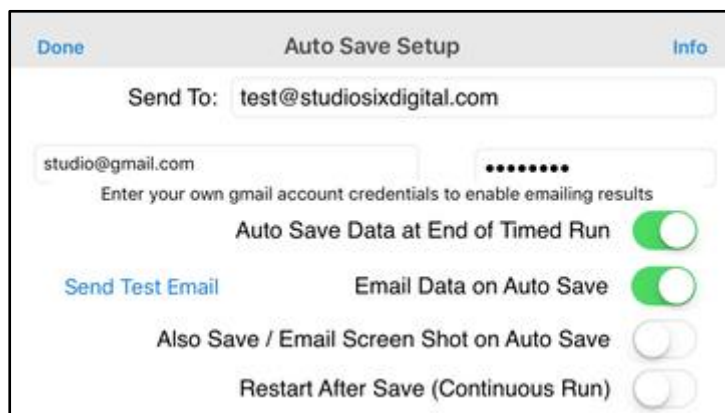 Done Auto Save Setup Info
Send To: test@studiosixdigital.com
studio@gmail.com ••••••••
Enter your own gmail account credentials to enable emailing results
Auto Save Data at End of Timed Run
Send Test Email Email Data on Auto Save
Also Save / Email Screen Shot on Auto Save
Restart After Save (Continuous Run)